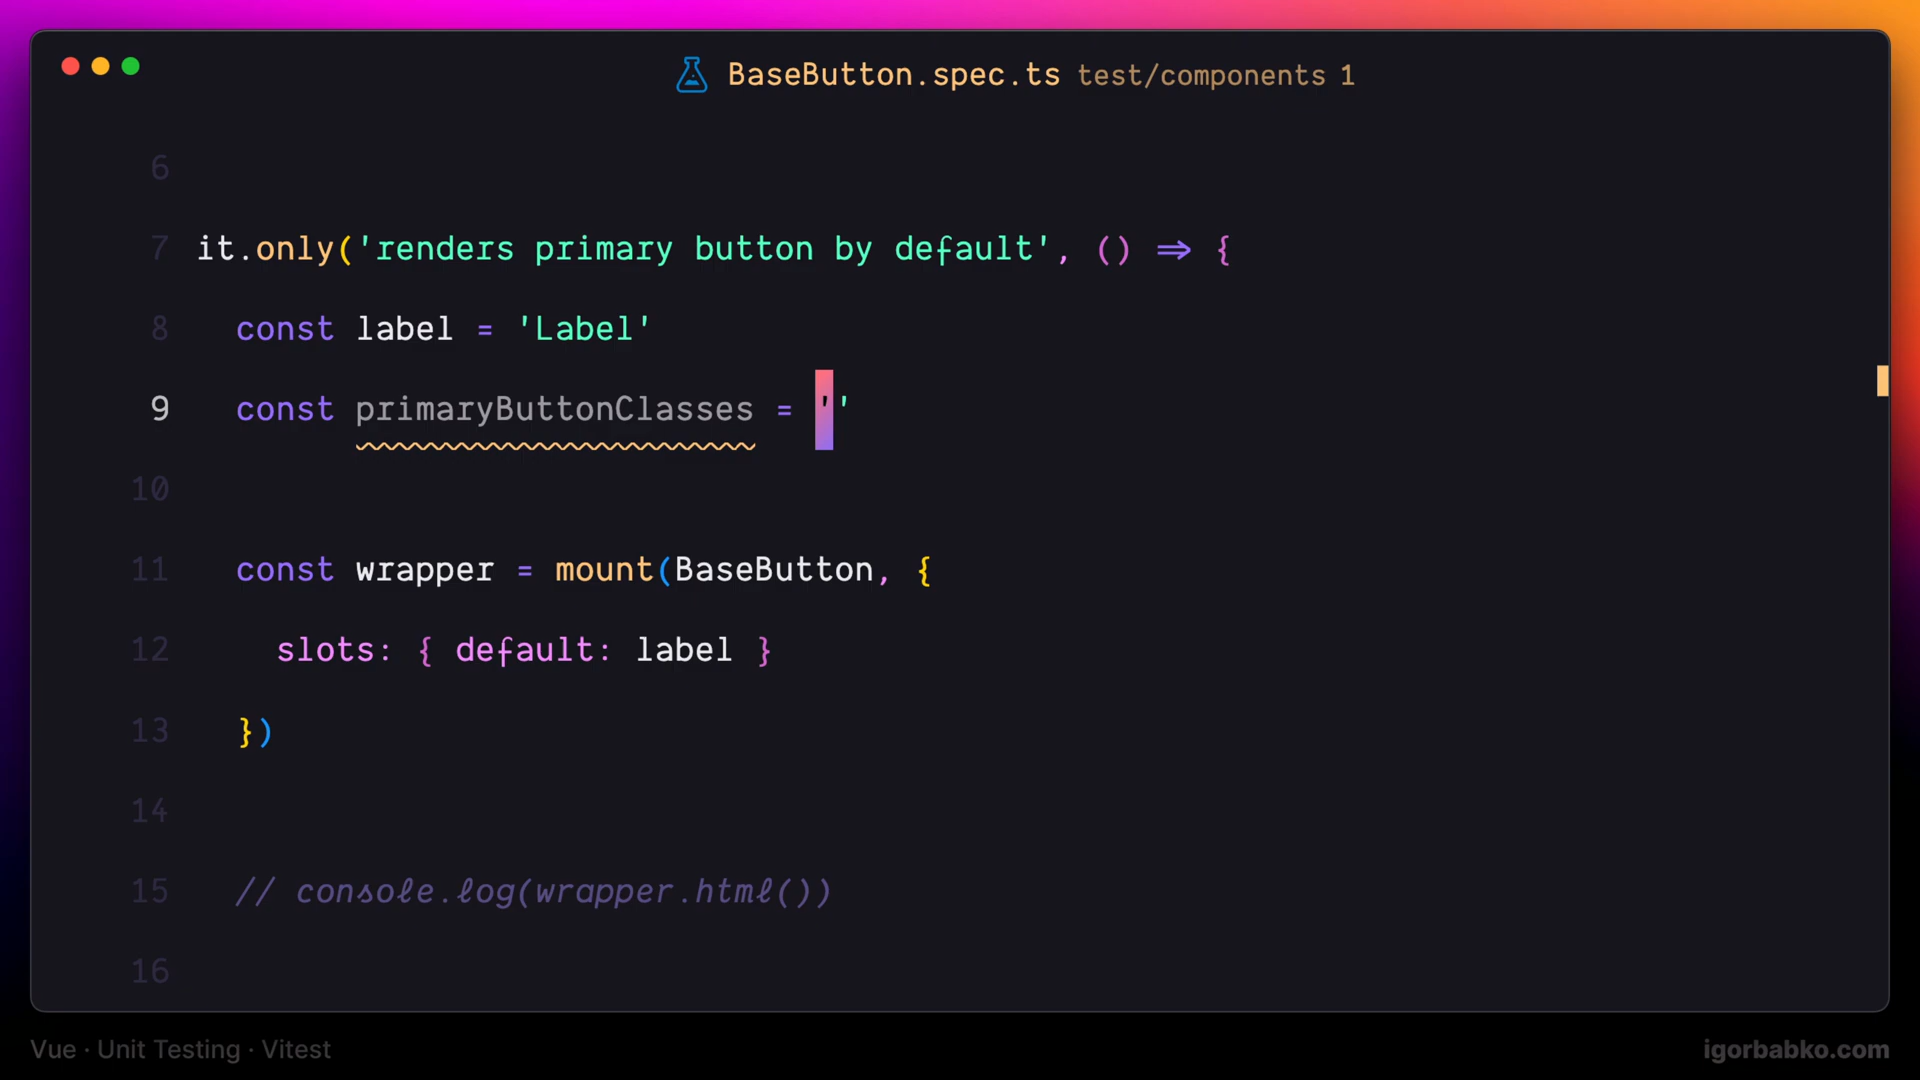 BaseButton.spec.ts test/components 1
6
7 it.only('renders primary button by default', () => {
8 const label = 'Label'
9 const primaryButtonClasses = ''
10
11 const wrapper = mount(BaseButton, {
12 slots: { default: label }
13 })
14
15 // console.log(wrapper.html())
16
Vue · Unit Testing · Vitest
igorbabko.com